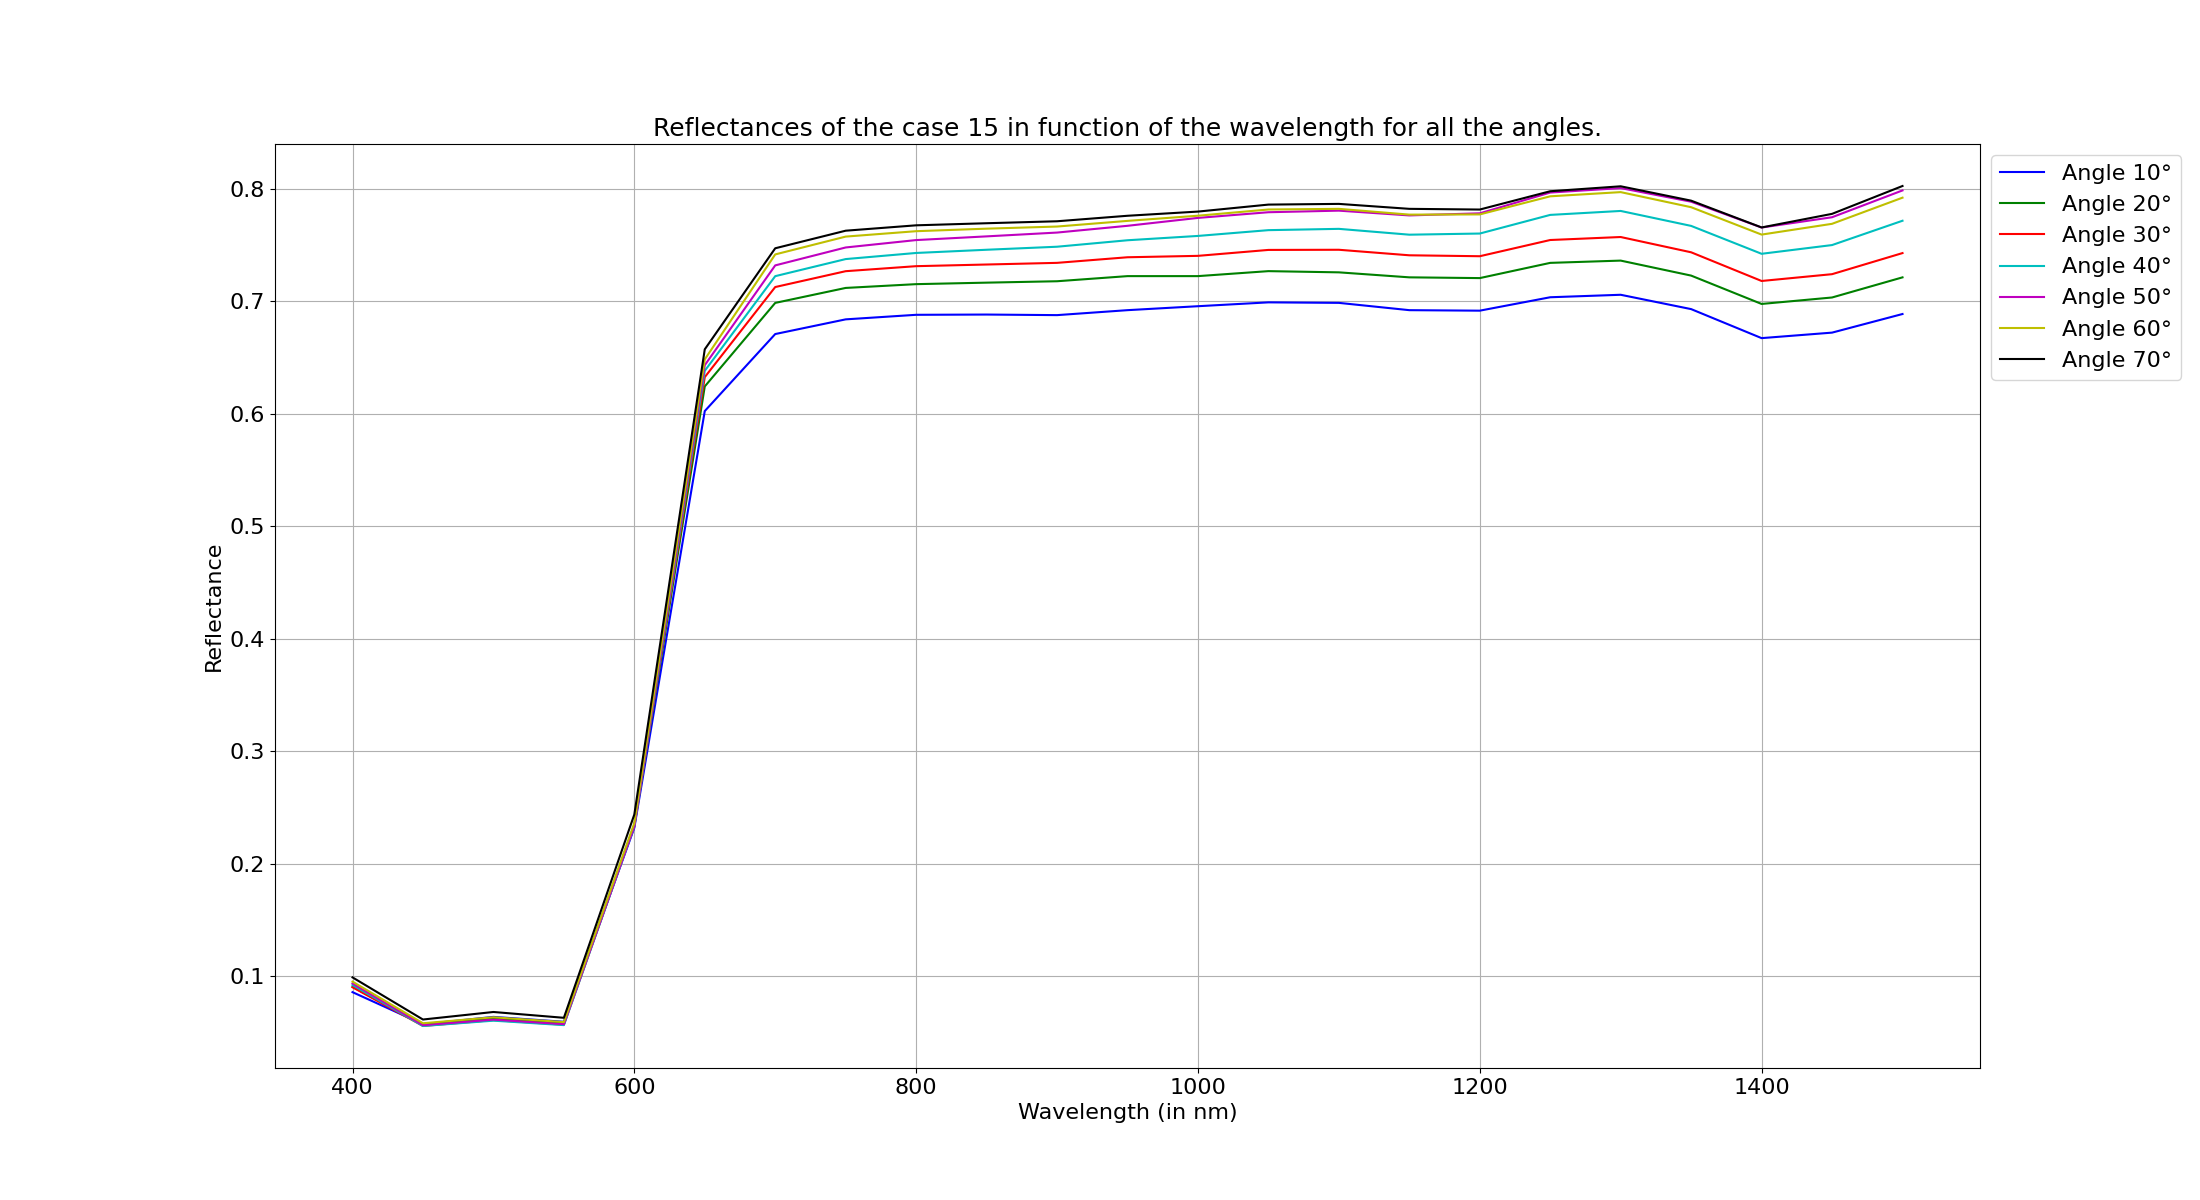 Reflectances of the case 15 in function of the wavelength for all the angles.
0.8
0.7
0.6
0.5
0.4
0.3
0.2
0.1
Reflectance
400 600 800 1000 1200 1400
Wavelength (in nm)
Angle 10°
Angle 20°
Angle 30°
Angle 40°
Angle 50°
Angle 60°
Angle 70°